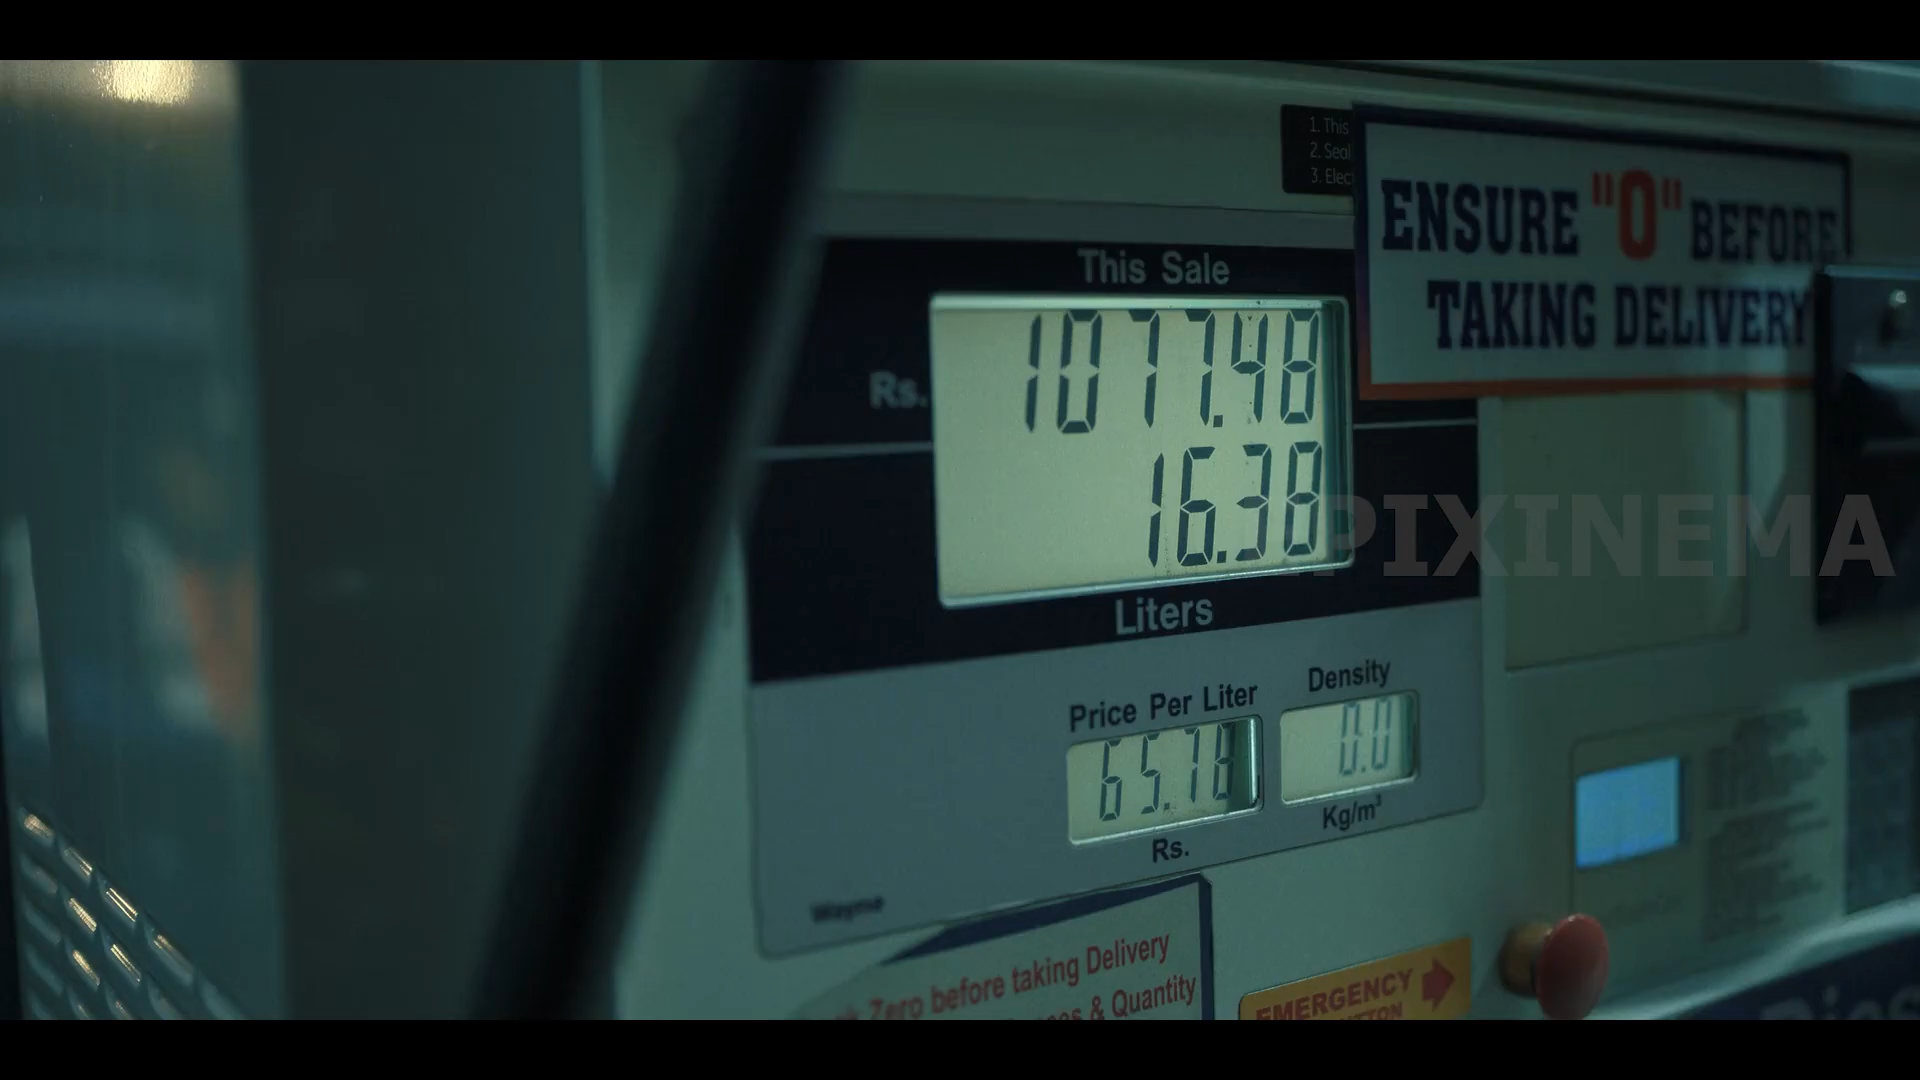 1. This
2. Seal
3. Elec
ENSURE "0" BEFORE
TAKING DELIVERY
This Sale
Rs. 1077.48
16.38
Liters
PIXINEMA
Price Per Liter
65.78
Rs.
Density
0.0
Kg/m³
Wayne
Zero before taking Delivery
& Quantity
EMERGENCY